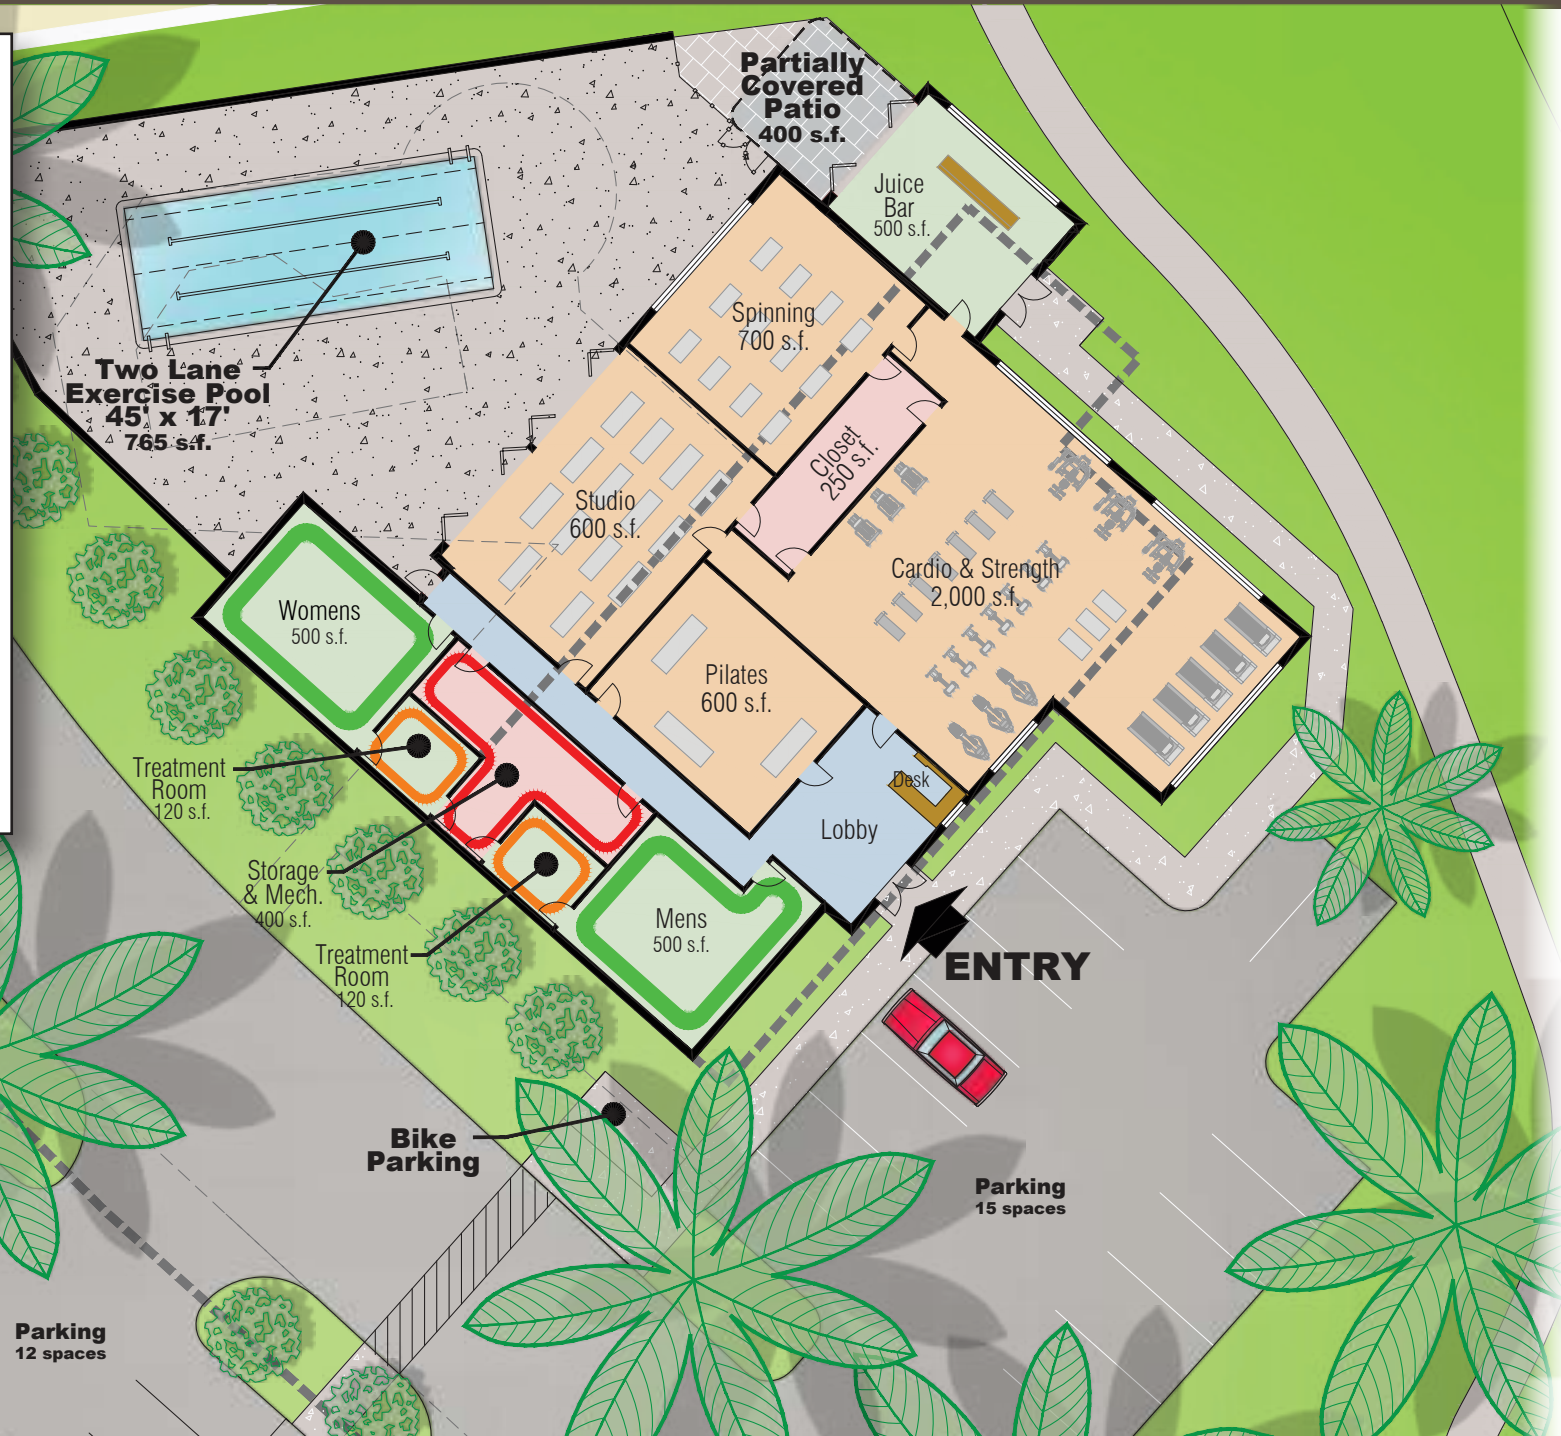 Partially
Covered
Patio
400 s.f.
Juice
Bar
500 s.f.
Two Lane
Exercise Pool
45' x 17'
765 s.f.
Spinning
700 s.f.
Closet
250 s.f.
Studio
600 s.f.
Cardio & Strength
2,000 s.f.
Womens
500 s.f.
Pilates
600 s.f.
Treatment
Room
120 s.f.
Desk
Lobby
Storage
& Mech.
400 s.f.
Mens
500 s.f.
Treatment
Room
120 s.f.
ENTRY
Bike
Parking
Parking
15 spaces
Parking
12 spaces